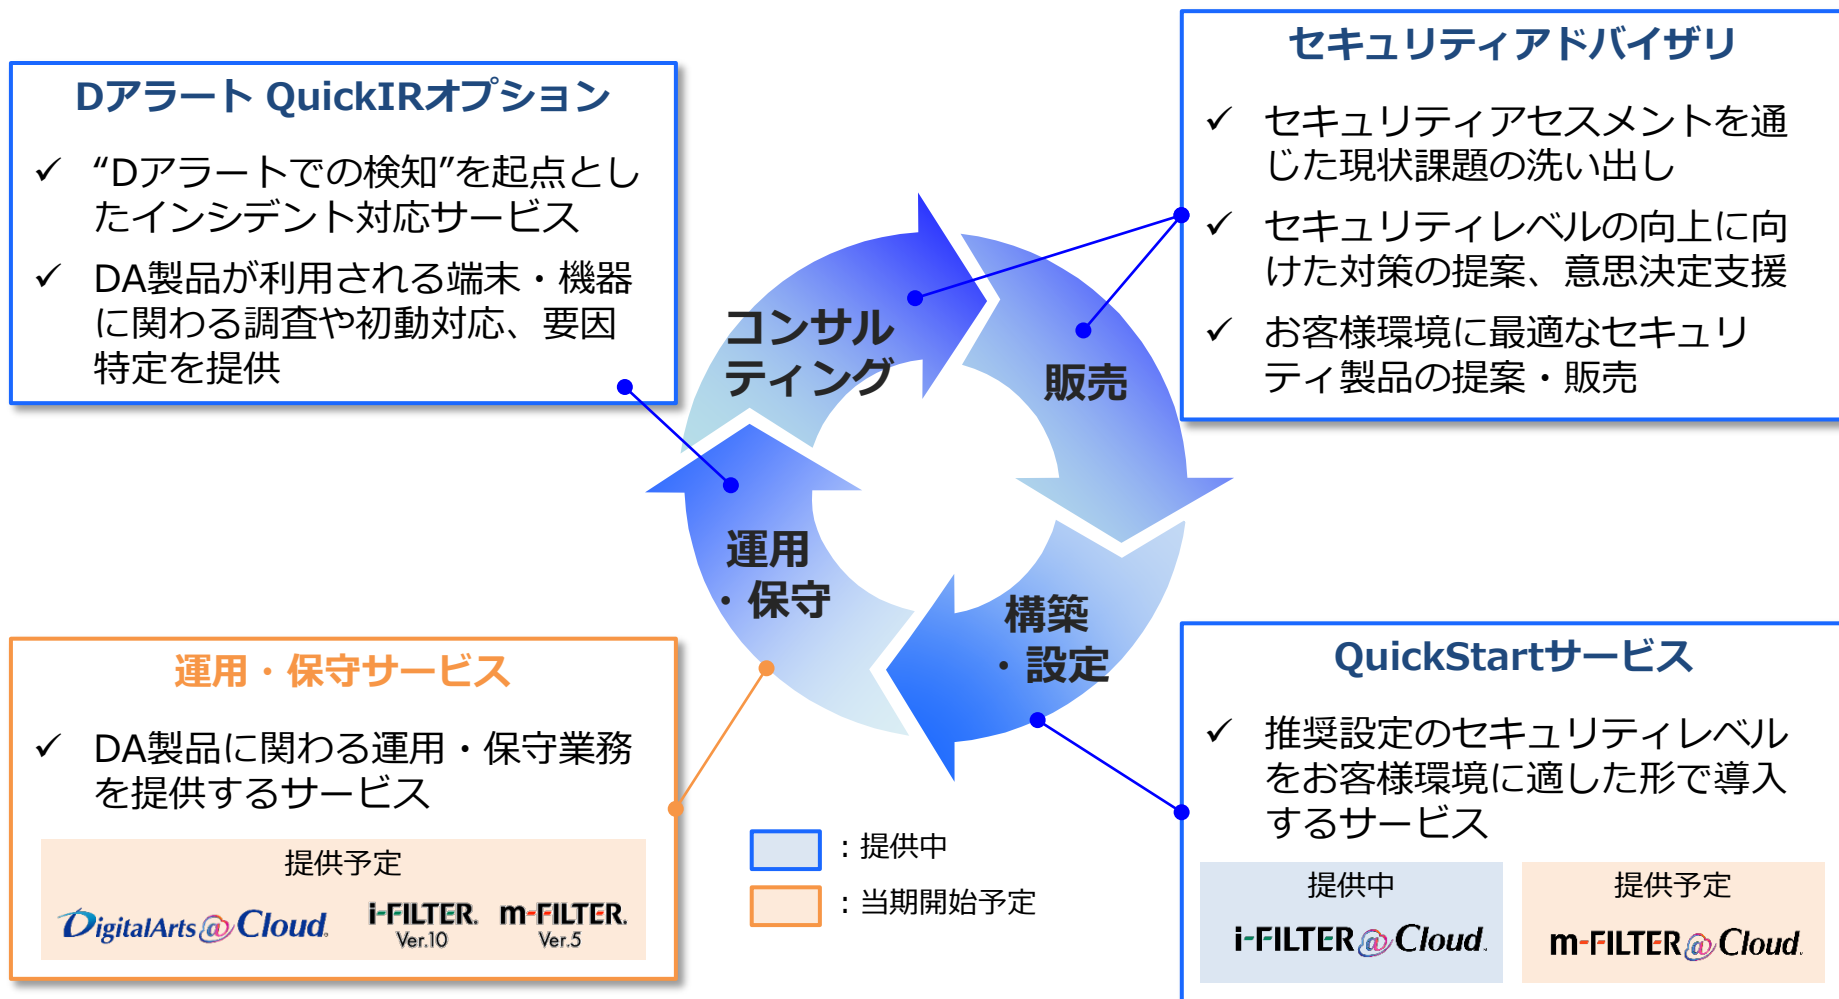 Dアラート QuickIRオプション
✓ “Dアラートでの検知”を起点とし
たインシデント対応サービス
✓ DA製品が利用される端末・機器
に関わる調査や初動対応、要因
特定を提供
セキュリティアドバイザリ
✓ セキュリティアセスメントを通
じた現状課題の洗い出し
✓ セキュリティレベルの向上に向
けた対策の提案、意思決定支援
✓ お客様環境に最適なセキュリ
ティ製品の提案・販売
コンサル
ティング
販売
運用
・保守
構築
・設定
運用・保守サービス
✓ DA製品に関わる運用・保守業務
を提供するサービス
提供予定
DigitalArts@Cloud.
i-FILTER.
Ver.10
m-FILTER.
Ver.5
：提供中
：当期開始予定
QuickStartサービス
✓ 推奨設定のセキュリティレベル
をお客様環境に適した形で導入
するサービス
提供中
i-FILTER@Cloud.
提供予定
m-FILTER@Cloud.